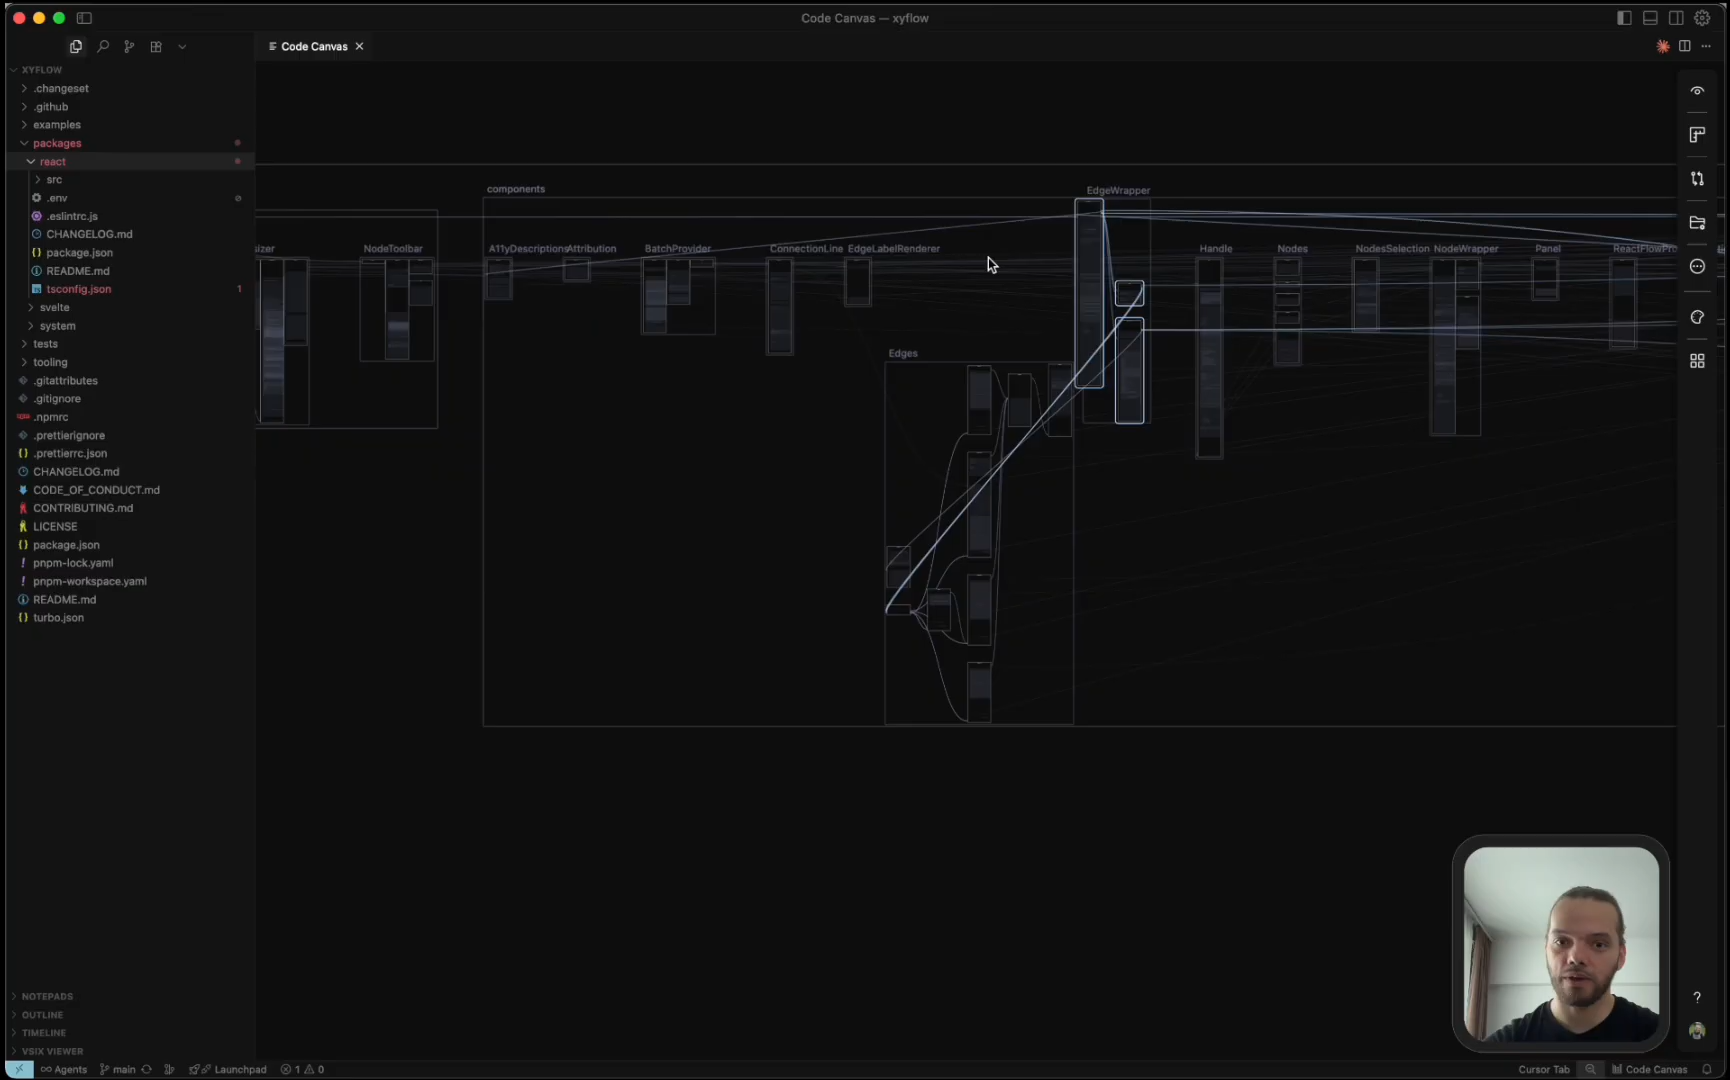 Code Canvas — xyflow
Code Canvas
XYFLOW
.changeset
.github
examples
packages
react
src
.env
.eslintrc.js
CHANGELOG.md
package.json
README.md
tsconfig.json 1
svelte
system
tests
tooling
.gitattributes
.gitignore
.npmrc
.prettierignore
.prettierrc.json
CHANGELOG.md
CODE_OF_CONDUCT.md
CONTRIBUTING.md
LICENSE
package.json
pnpm-lock.yaml
pnpm-workspace.yaml
README.md
turbo.json
NOTEPADS
OUTLINE
TIMELINE
VSIX VIEWER
components
EdgeWrapper
sizer
NodeToolbar
A11yDescriptions
Attribution
BatchProvider
ConnectionLine
EdgeLabelRenderer
Handle
Nodes
NodesSelection
NodeWrapper
Panel
ReactFlowPro
Edges
?
Agents
main
Launchpad
1
0
Cursor Tab
Code Canvas